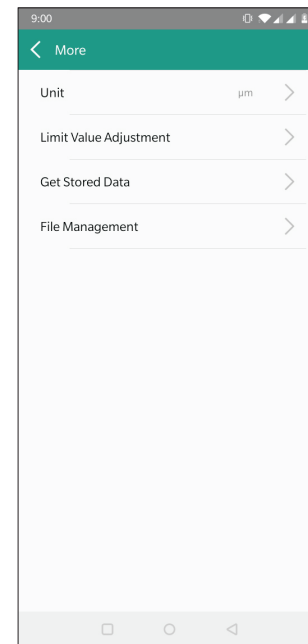 9:00
More
Unit μm
Limit Value Adjustment
Get Stored Data
File Management